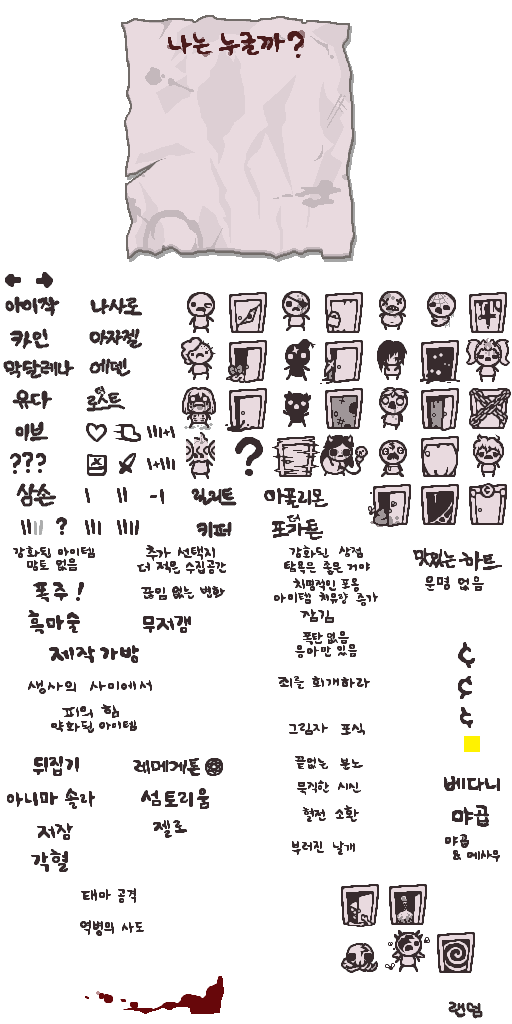 나는 누굴까?
아이작
나사로
카인
아자젤
막달레나
에덴
유다
더 로스트
이브
|||+|
???
|+|||
삼손
|
||
-|
릴리트
아폴리온
||||
?
|||
||||
키퍼
더 포가튼
강화된 아이템
맘도 없음
추가 선택지
더 적은 수집공간
강화된 상점
탐욕은 좋은 거야
맛있는 하트
운명 없음
폭주!
끊임 없는 변화
치명적인 포옹
아이템 치유량 증가
흑마술
무저갱
잠김
폭탄 없음
응아만 있음
제작 가방
생사의 사이에서
죄를 회개하라
¢
¢
¢
피의 힘
약화된 아이템
그림자 포식
뒤집기
레메게톤
끝없는 분노
묵직한 시신
베다니
아니마 솔라
섬토리움
혈전 소환
야곱
저장
젤로
부러진 날개
야곱
& 에사우
각혈
태아 공격
역병의 사도
랜덤